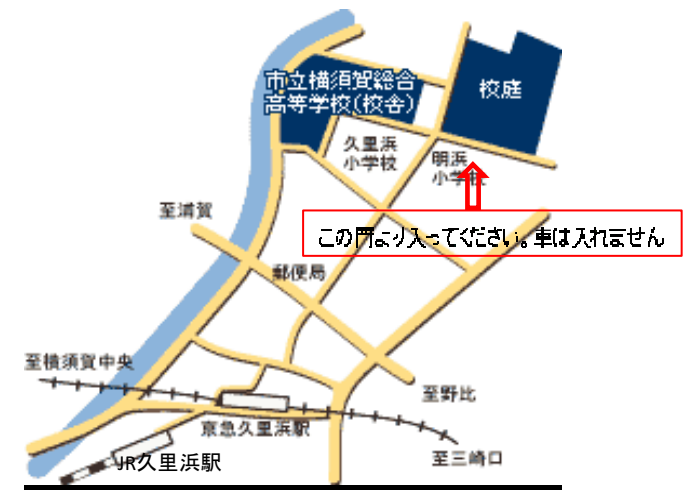 市立横須賀総合
高等学校(校舎)
校庭
久里浜
小学校
明浜
小学校
至浦賀
この門より入ってください。車は入れません
郵便局
至横須賀中央
至野比
京急久里浜駅
至三崎口
JR久里浜駅